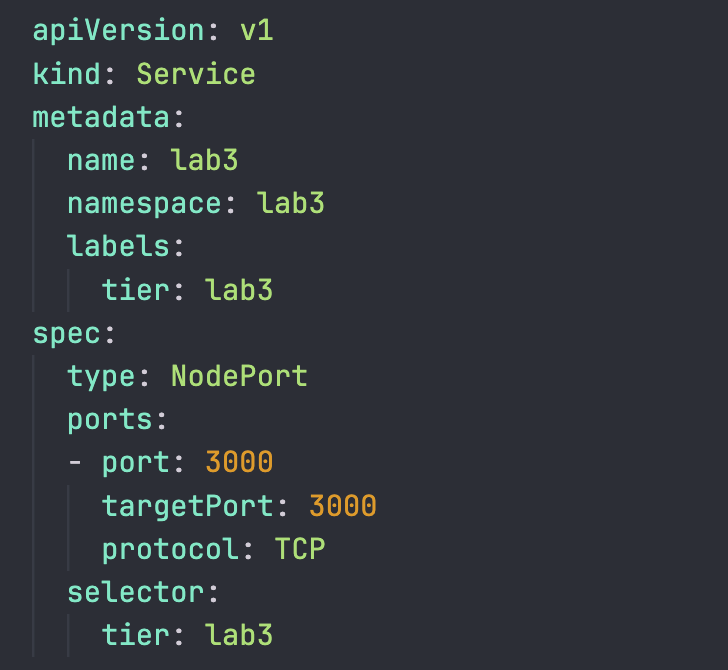 apiVersion: v1
kind: Service
metadata:
  name: lab3
  namespace: lab3
  labels:
    tier: lab3
spec:
  type: NodePort
  ports:
  - port: 3000
    targetPort: 3000
    protocol: TCP
  selector:
    tier: lab3